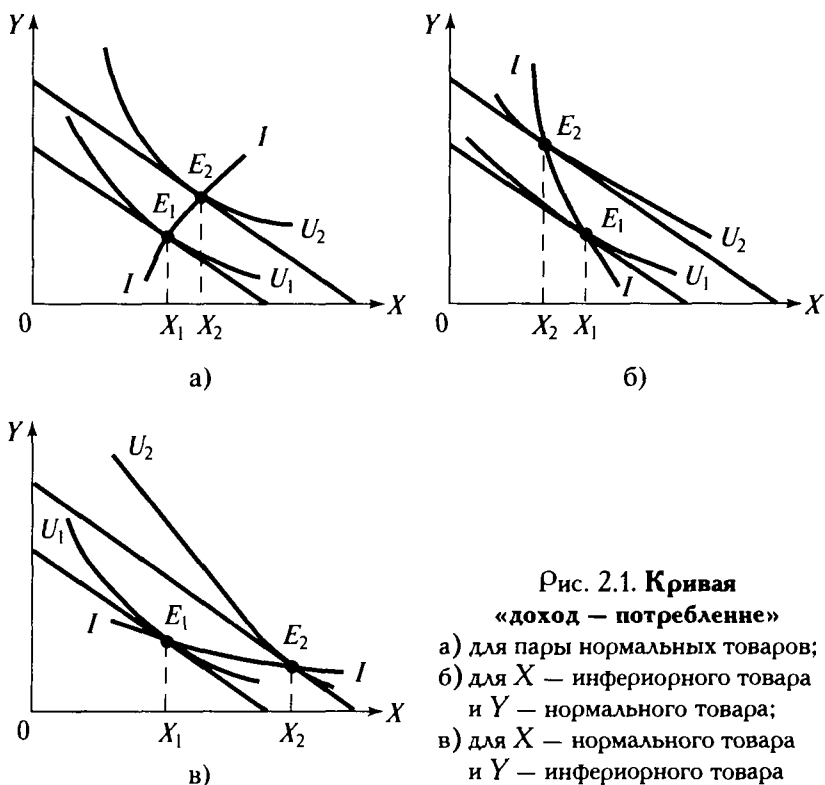 Y
I
E₂
E₁
U₂
I
U₁
0
X₁ X₂
X
а)
Y
I
E₂
E₁
U₂
U₁
I
0
X₂ X₁
X
б)
Y
U₂
U₁
I
E₁
E₂
I
0
X₁ X₂
X
в)
Рис. 2.1. Кривая
«доход — потребление»
а) для пары нормальных товаров;
б) для X — инфериорного товара
и Y — нормального товара;
в) для X — нормального товара
и Y — инфериорного товара